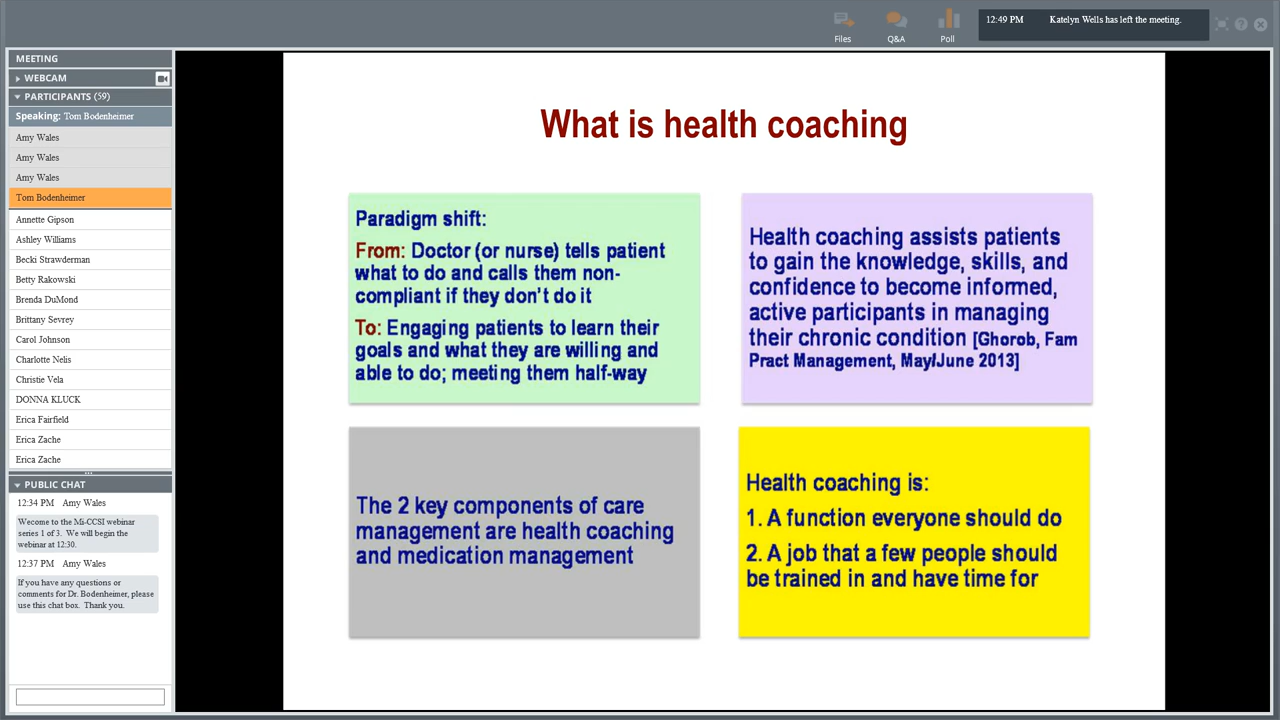 Files
Q&A
Poll
12:49 PM Katelyn Wells has left the meeting.
MEETING
WEBCAM
PARTICIPANTS (59)
Speaking: Tom Bodenheimer
Amy Wales
Amy Wales
Amy Wales
Tom Bodenheimer
Annette Gipson
Ashley Williams
Becki Strawderman
Betty Rakowski
Brenda DuMond
Brittany Sevrey
Carol Johnson
Charlotte Nelis
Christie Vela
DONNA KLUCK
Erica Fairfield
Erica Zache
Erica Zache
PUBLIC CHAT
12:34 PM Amy Wales
Wecome to the Mi-CCSI webinar
series 1 of 3. We will begin the
webinar at 12:30.
12:37 PM Amy Wales
If you have any questions or
comments for Dr. Bodenheimer, please
use this chat box. Thank you.
What is health coaching
Paradigm shift:
From: Doctor (or nurse) tells patient
what to do and calls them non-
compliant if they don't do it
To: Engaging patients to learn their
goals and what they are willing and
able to do; meeting them half-way
Health coaching assists patients
to gain the knowledge, skills, and
confidence to become informed,
active participants in managing
their chronic condition [Ghorob, Fam
Pract Management, May/June 2013]
The 2 key components of care
management are health coaching
and medication management
Health coaching is:
1. A function everyone should do
2. A job that a few people should
be trained in and have time for